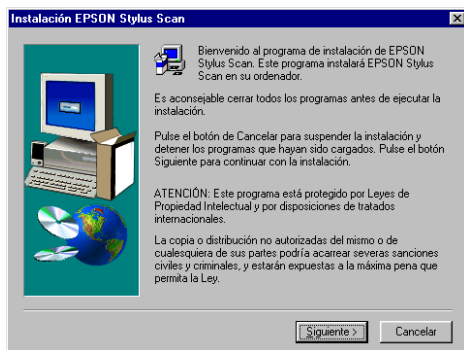 Instalación EPSON Stylus Scan
Bienvenido al programa de instalación de EPSON
Stylus Scan. Este programa instalará EPSON Stylus
Scan en su ordenador.
Es aconsejable cerrar todos los programas antes de ejecutar la
instalación.
Pulse el botón de Cancelar para suspender la instalación y
detener los programas que hayan sido cargados. Pulse el botón
Siguiente para continuar con la instalación.
ATENCIÓN: Este programa está protegido por Leyes de
Propiedad Intelectual y por disposiciones de tratados
internacionales.
La copia o distribución no autorizadas del mismo o de
cualesquiera de sus partes podría acarrear severas sanciones
civiles y criminales, y estarán expuestas a la máxima pena que
permita la Ley.
Siguiente > Cancelar